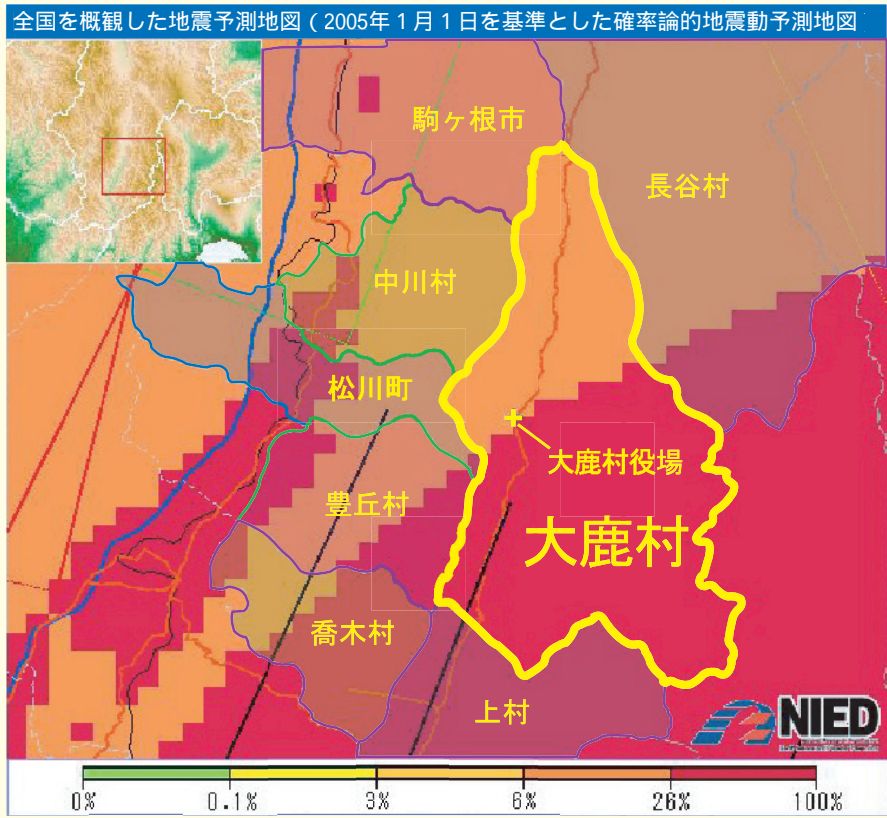 全国を概観した地震予測地図（2005年１月１日を基準とした確率論的地震動予測地図
駒ヶ根市
長谷村
中川村
松川町
大鹿村役場
豊丘村
大鹿村
喬木村
上村
NIED
0% 0.1% 3% 6% 26% 100%